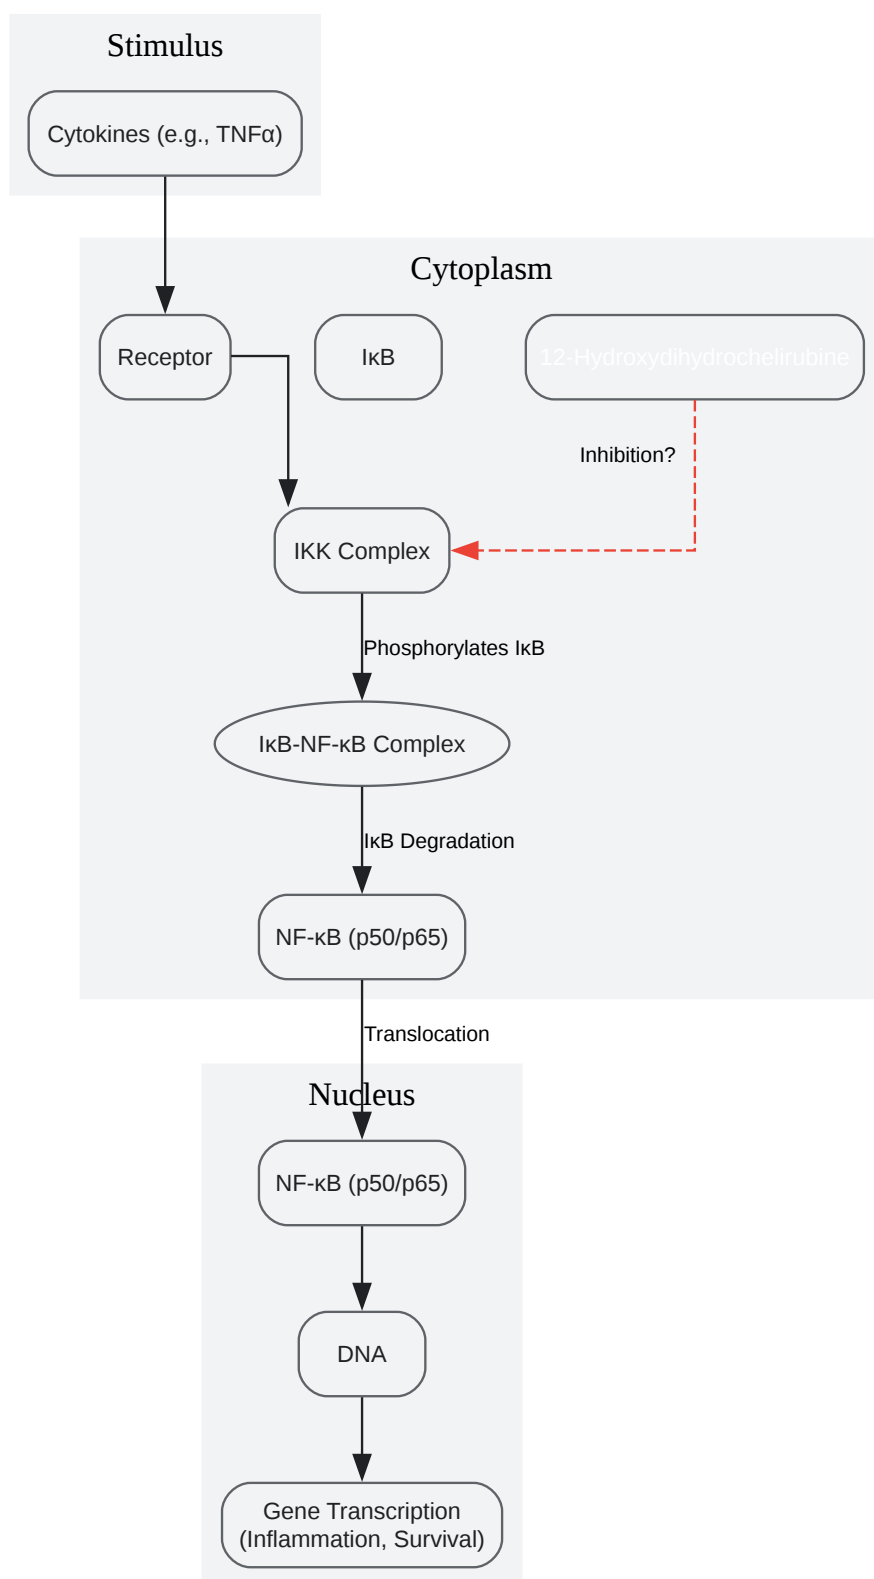 Stimulus
Cytokines (e.g., TNFα)
Cytoplasm
Receptor
IκB
12-Hydroxydihydrochelirubine
Inhibition?
IKK Complex
Phosphorylates IκB
IκB-NF-κB Complex
IκB Degradation
NF-κB (p50/p65)
Translocation
Nucleus
NF-κB (p50/p65)
DNA
Gene Transcription
(Inflammation, Survival)